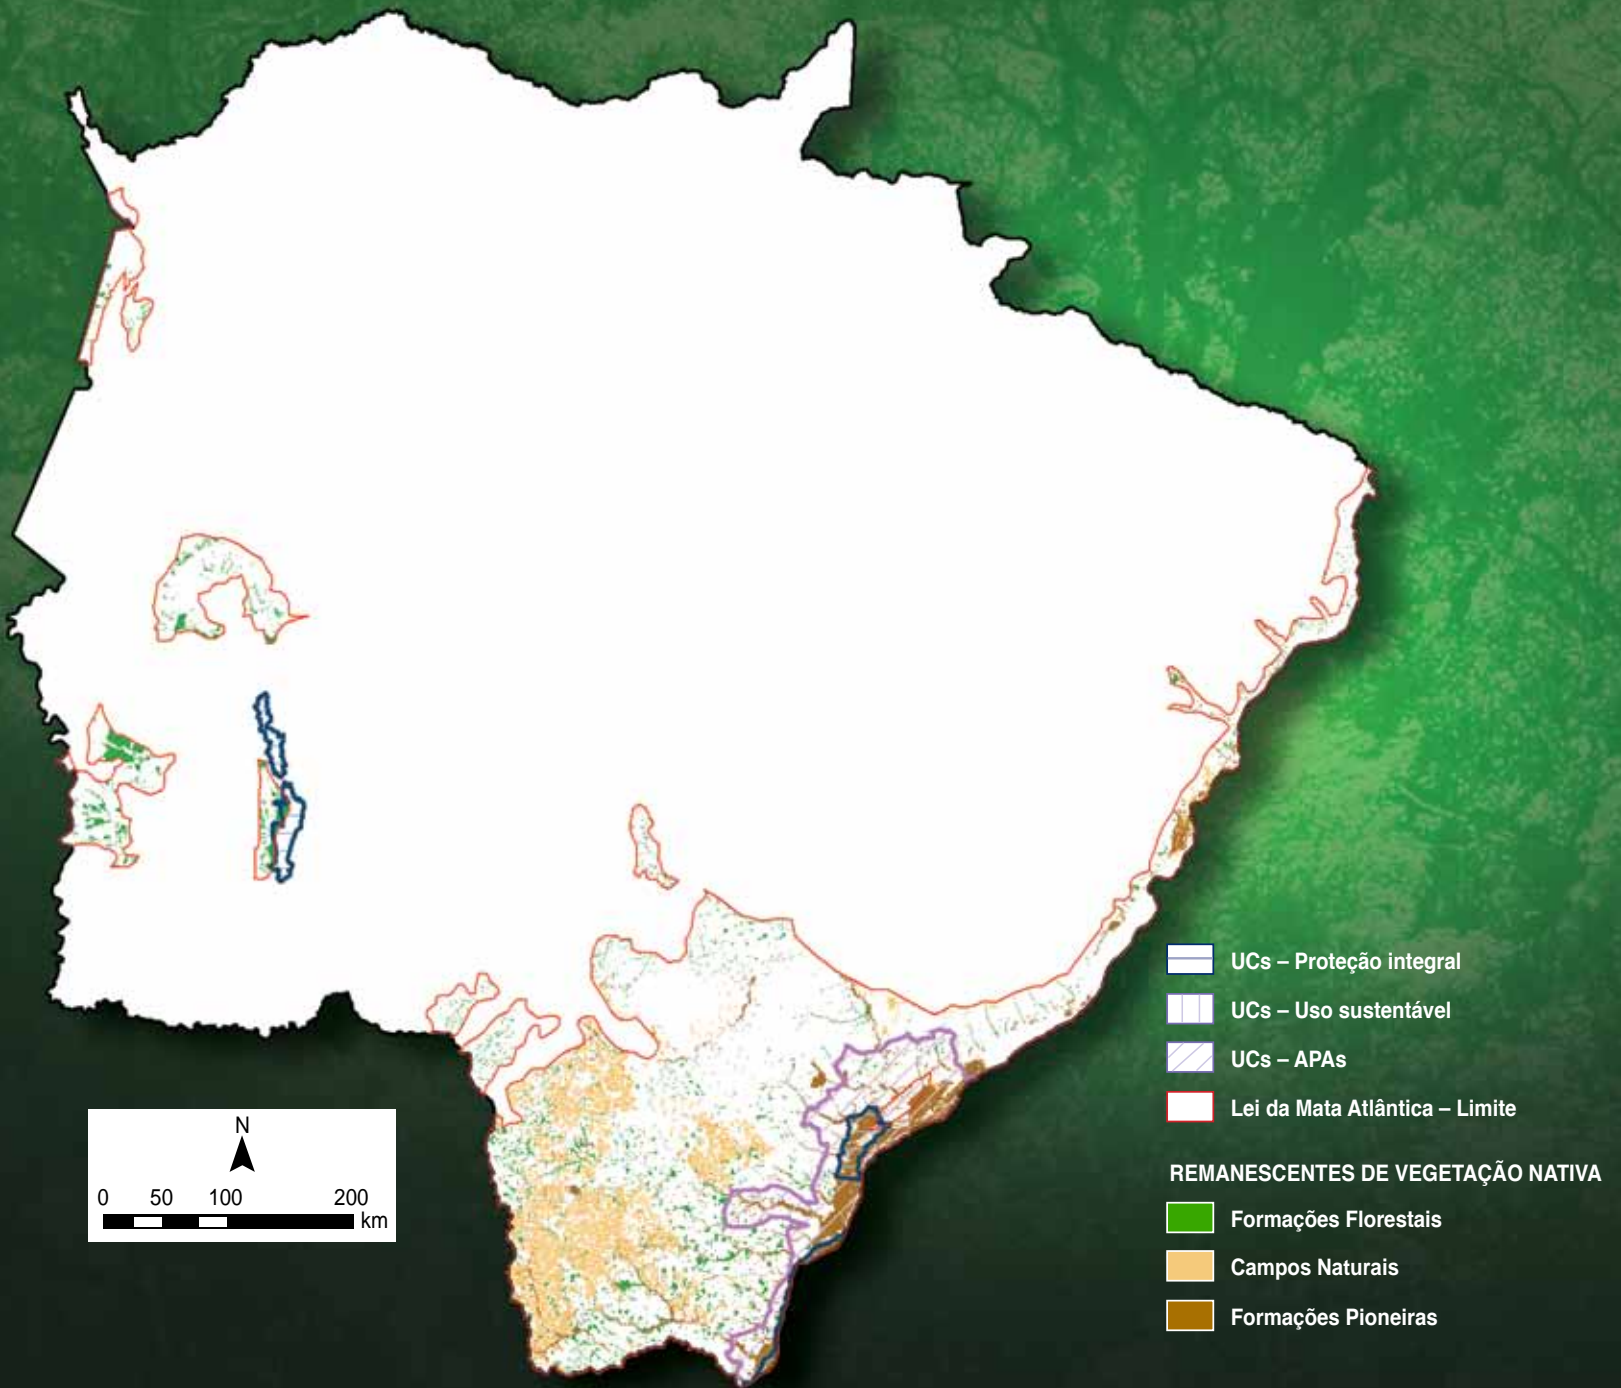 UCs – Proteção integral
UCs – Uso sustentável
UCs – APAs
Lei da Mata Atlântica – Limite
REMANESCENTES DE VEGETAÇÃO NATIVA
Formações Florestais
Campos Naturais
Formações Pioneiras
N
0 50 100 200
km